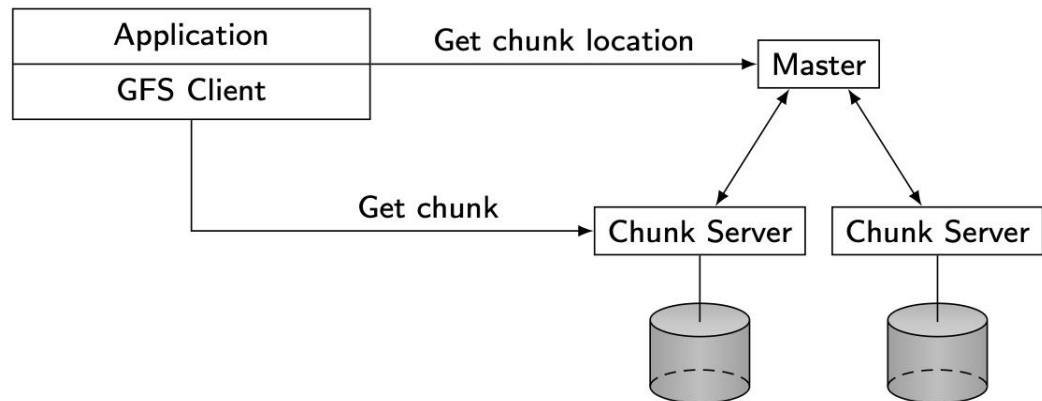 Application
GFS Client
Get chunk location
Master
Get chunk
Chunk Server
Chunk Server